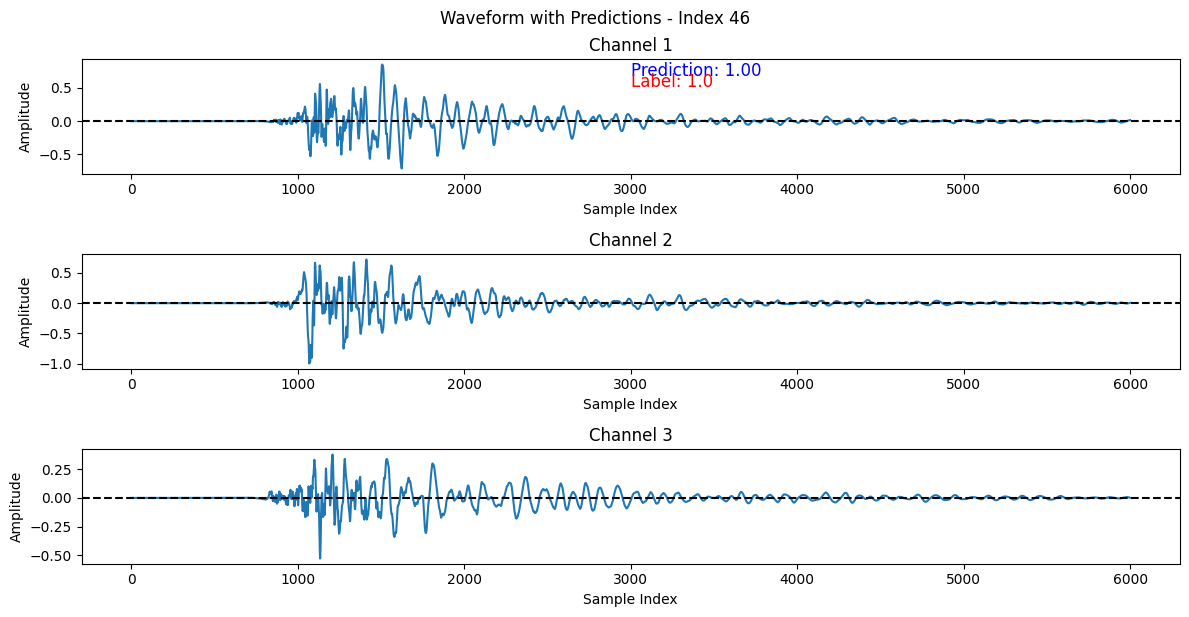 Waveform with Predictions - Index 46
Channel 1
Prediction: 1.00
Label: 1.0
0.5
0.0
−0.5
Amplitude
0 1000 2000 3000 4000 5000 6000
Sample Index
Channel 2
0.5
0.0
−0.5
−1.0
Amplitude
0 1000 2000 3000 4000 5000 6000
Sample Index
Channel 3
0.25
0.00
−0.25
−0.50
Amplitude
0 1000 2000 3000 4000 5000 6000
Sample Index